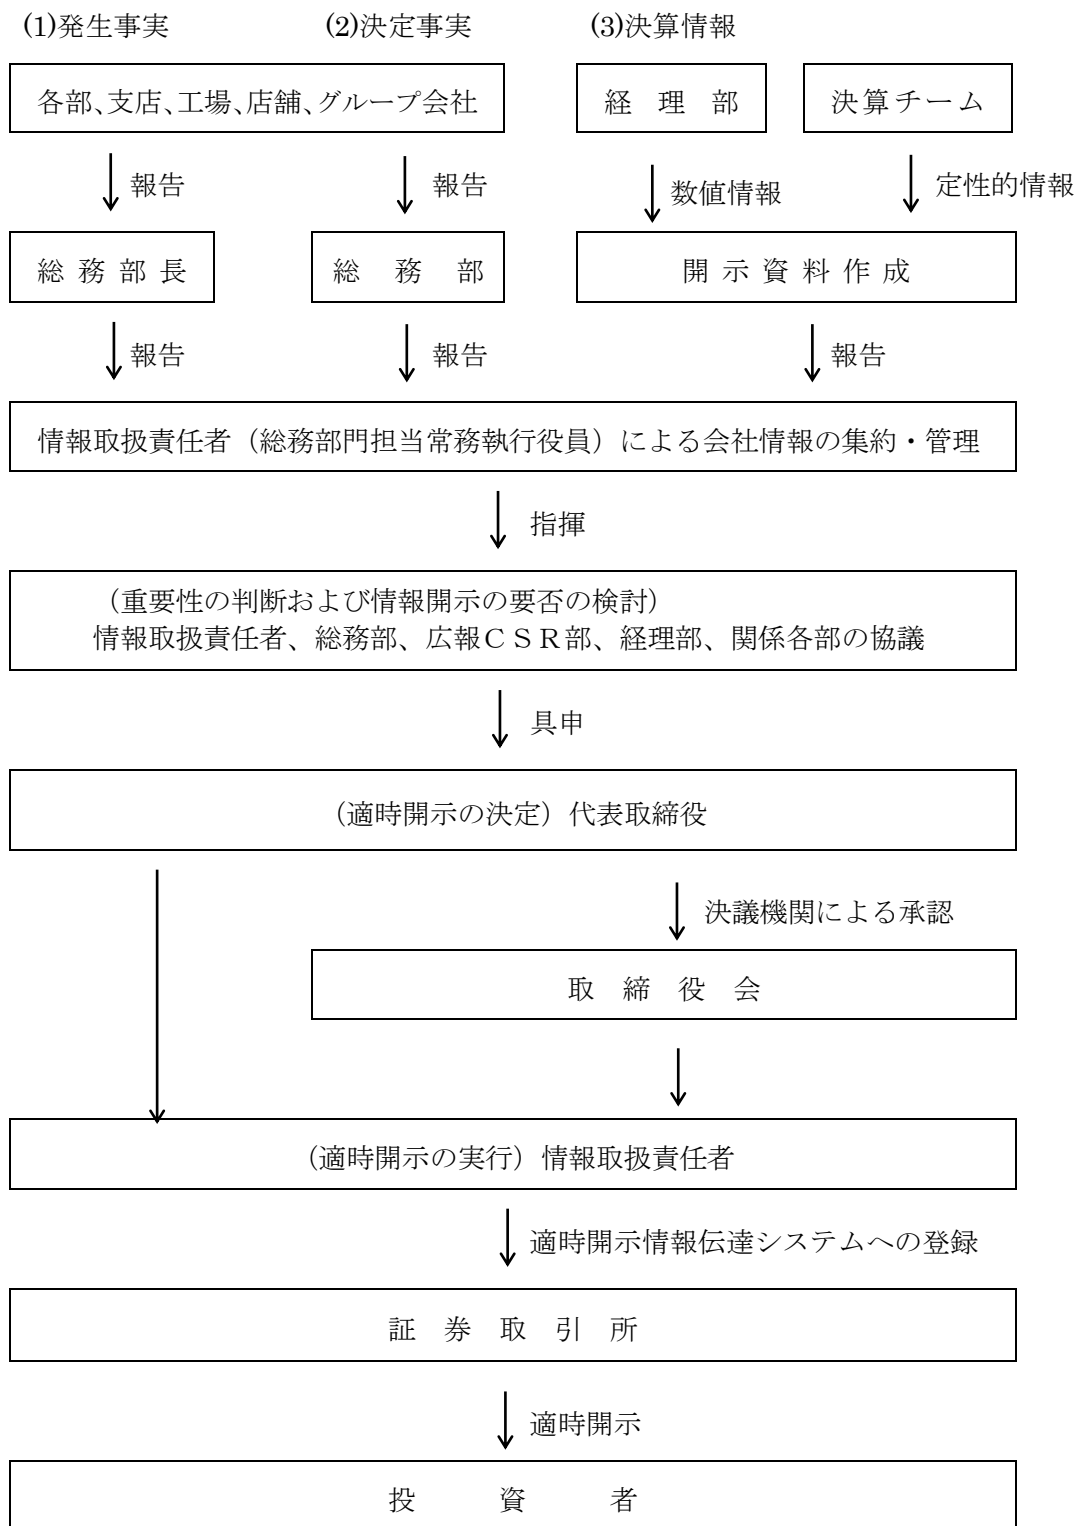 (1)発生事実 (2)決定事実 (3)決算情報
各部、支店、工場、店舗、グループ会社 経理部 決算チーム
報告 報告 数値情報 定性的情報
総務部長 総務部 開示資料作成
報告 報告 報告
情報取扱責任者（総務部門担当常務執行役員）による会社情報の集約・管理
指揮
（重要性の判断および情報開示の要否の検討）
情報取扱責任者、総務部、広報ＣＳＲ部、経理部、関係各部の協議
具申
（適時開示の決定）代表取締役
決議機関による承認
取締役会
（適時開示の実行）情報取扱責任者
適時開示情報伝達システムへの登録
証券取引所
適時開示
投資者